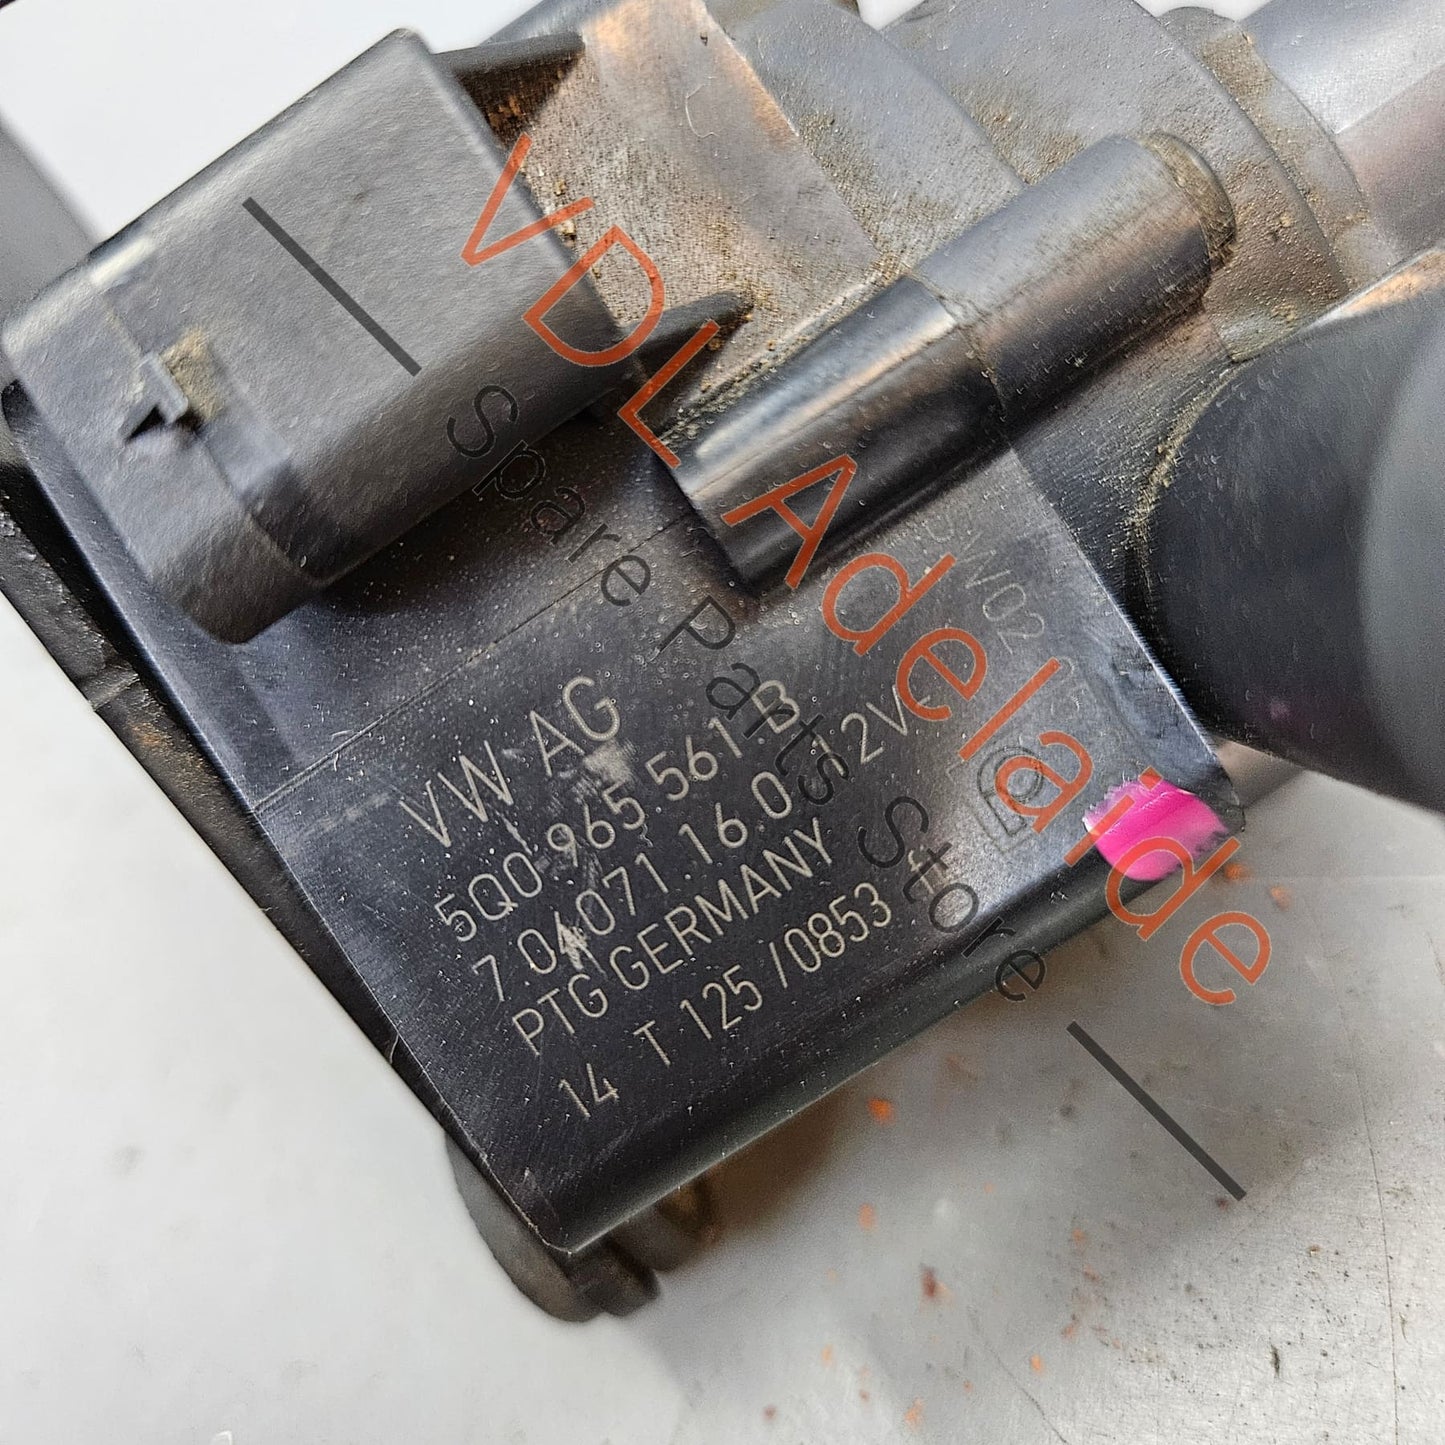 VW AG
5Q0.965.561.B
7.04071.16.0 12V
PTG GERMANY
14 T 125 /0853
VDL Adelaide
Spare Parts Store